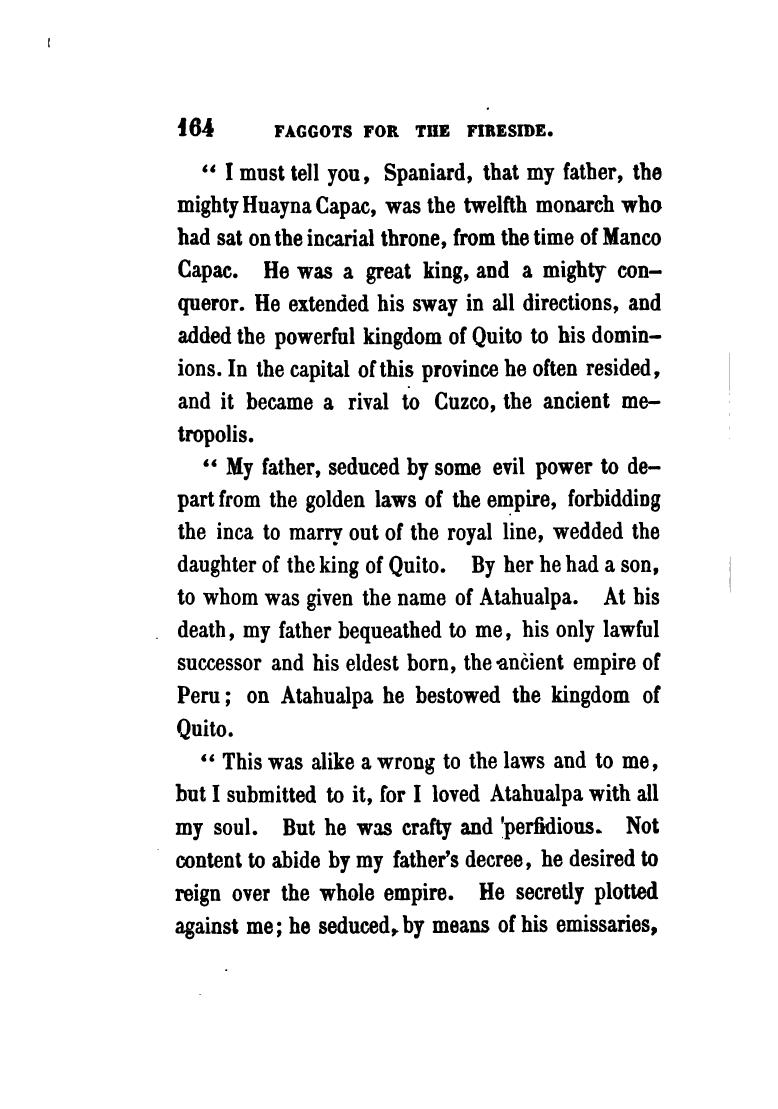 164 FAGGOTS FOR THE FIRESIDE.
“ I must tell you, Spaniard, that my father, the
mighty Huayna Capac, was the twelfth monarch who
had sat on the incarial throne, from the time of Manco
Capac. He was a great king, and a mighty con-
queror. He extended his sway in all directions, and
added the powerful kingdom of Quito to his domin-
ions. In the capital of this province he often resided,
and it became a rival to Cuzco, the ancient me-
tropolis.
“ My father, seduced by some evil power to de-
part from the golden laws of the empire, forbidding
the inca to marry out of the royal line, wedded the
daughter of the king of Quito. By her he had a son,
to whom was given the name of Atahualpa. At his
death, my father bequeathed to me, his only lawful
successor and his eldest born, the ancient empire of
Peru; on Atahualpa he bestowed the kingdom of
Quito.
“ This was alike a wrong to the laws and to me,
but I submitted to it, for I loved Atahualpa with all
my soul. But he was crafty and perfidious. Not
content to abide by my father's decree, he desired to
reign over the whole empire. He secretly plotted
against me; he seduced, by means of his emissaries,